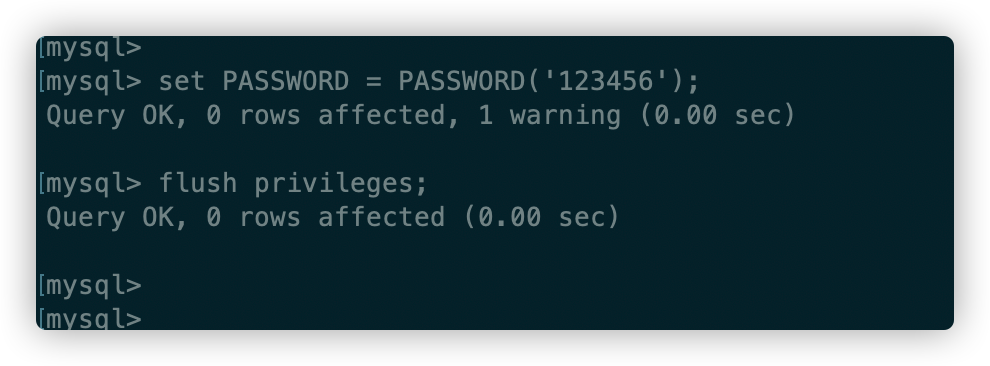 [mysql>
[mysql> set PASSWORD = PASSWORD('123456');
Query OK, 0 rows affected, 1 warning (0.00 sec)
[mysql> flush privileges;
Query OK, 0 rows affected (0.00 sec)
[mysql>
[mysql>